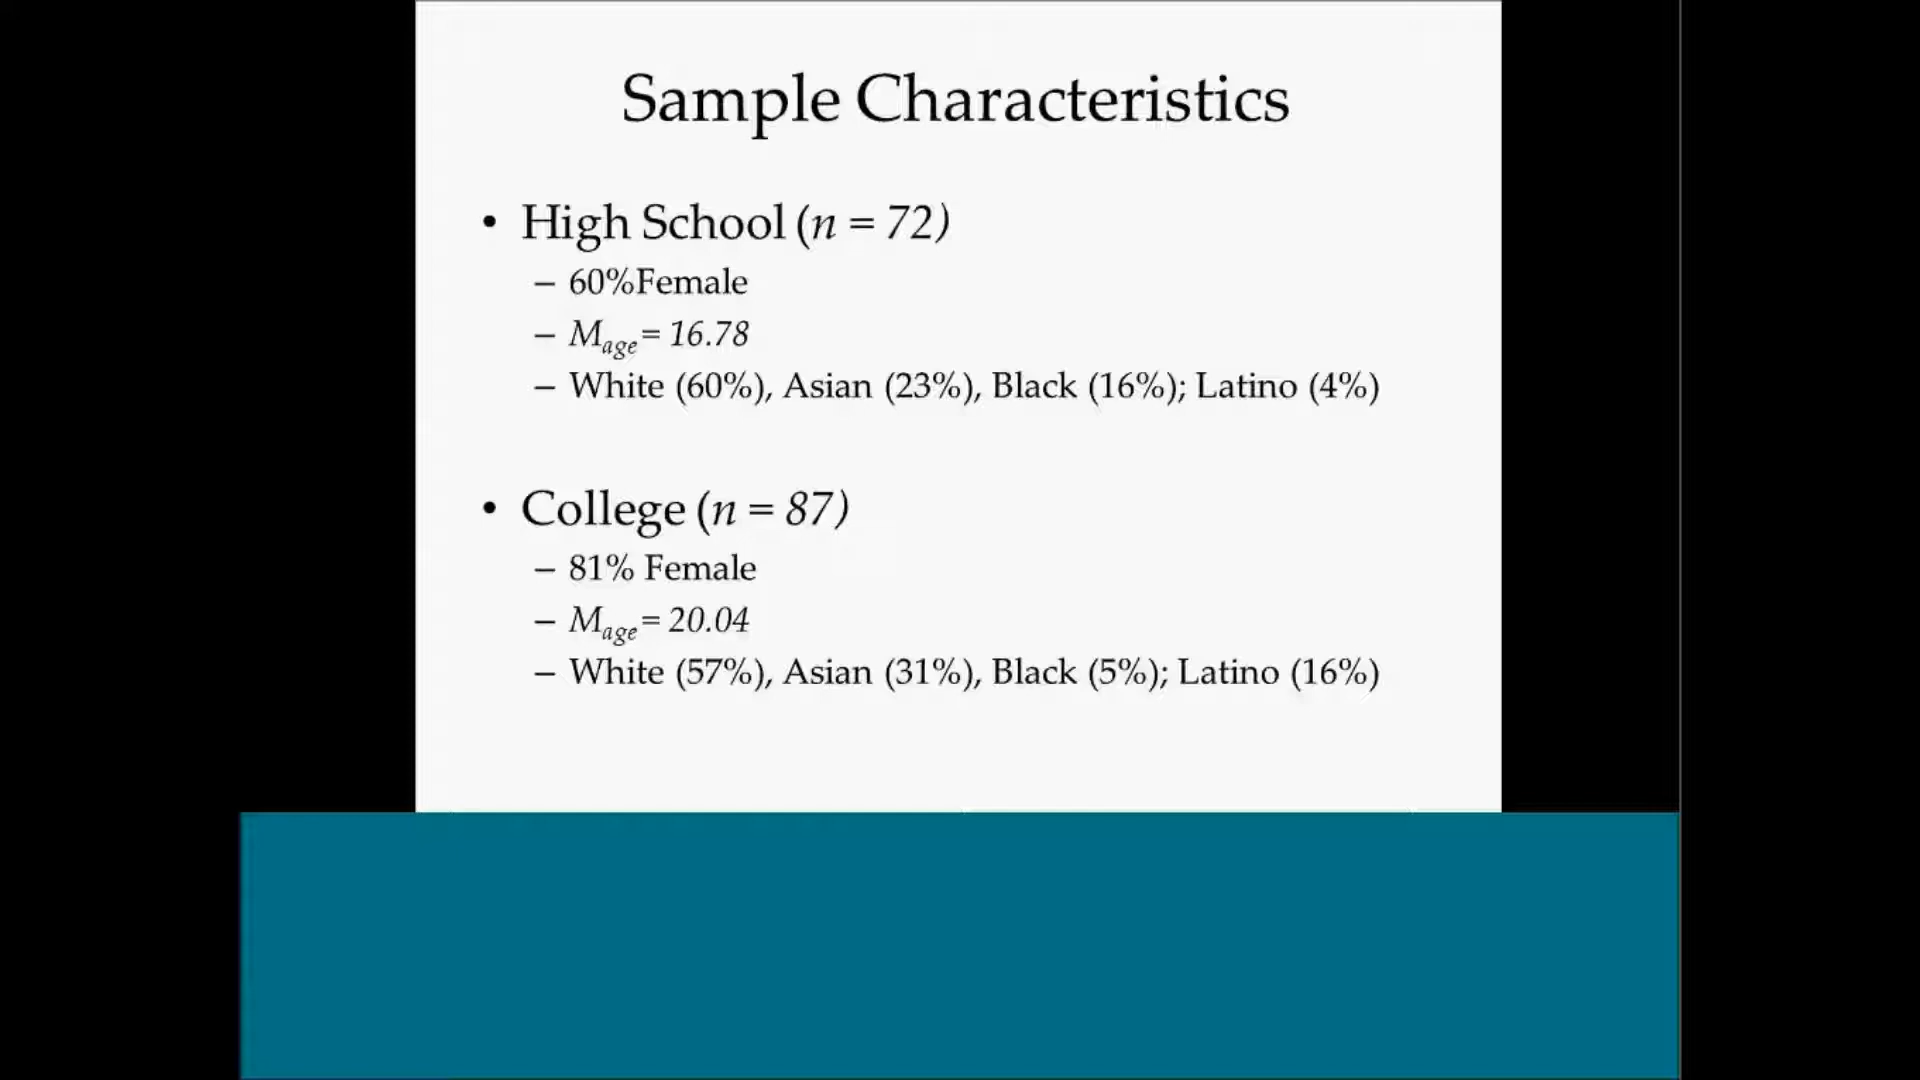 Sample Characteristics
• High School (n = 72)
– 60%Female
– Mage = 16.78
– White (60%), Asian (23%), Black (16%); Latino (4%)
• College (n = 87)
– 81% Female
– Mage = 20.04
– White (57%), Asian (31%), Black (5%); Latino (16%)